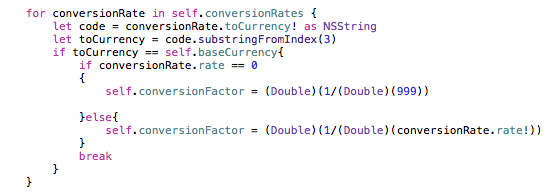 for conversionRate in self.conversionRates {
    let code = conversionRate.toCurrency! as NSString
    let toCurrency = code.substringFromIndex(3)
    if toCurrency == self.baseCurrency{
        if conversionRate.rate == 0
        {
            self.conversionFactor = (Double)(1/(Double)(999))
        }else{
            self.conversionFactor = (Double)(1/(Double)(conversionRate.rate!))
        }
        break
    }
}